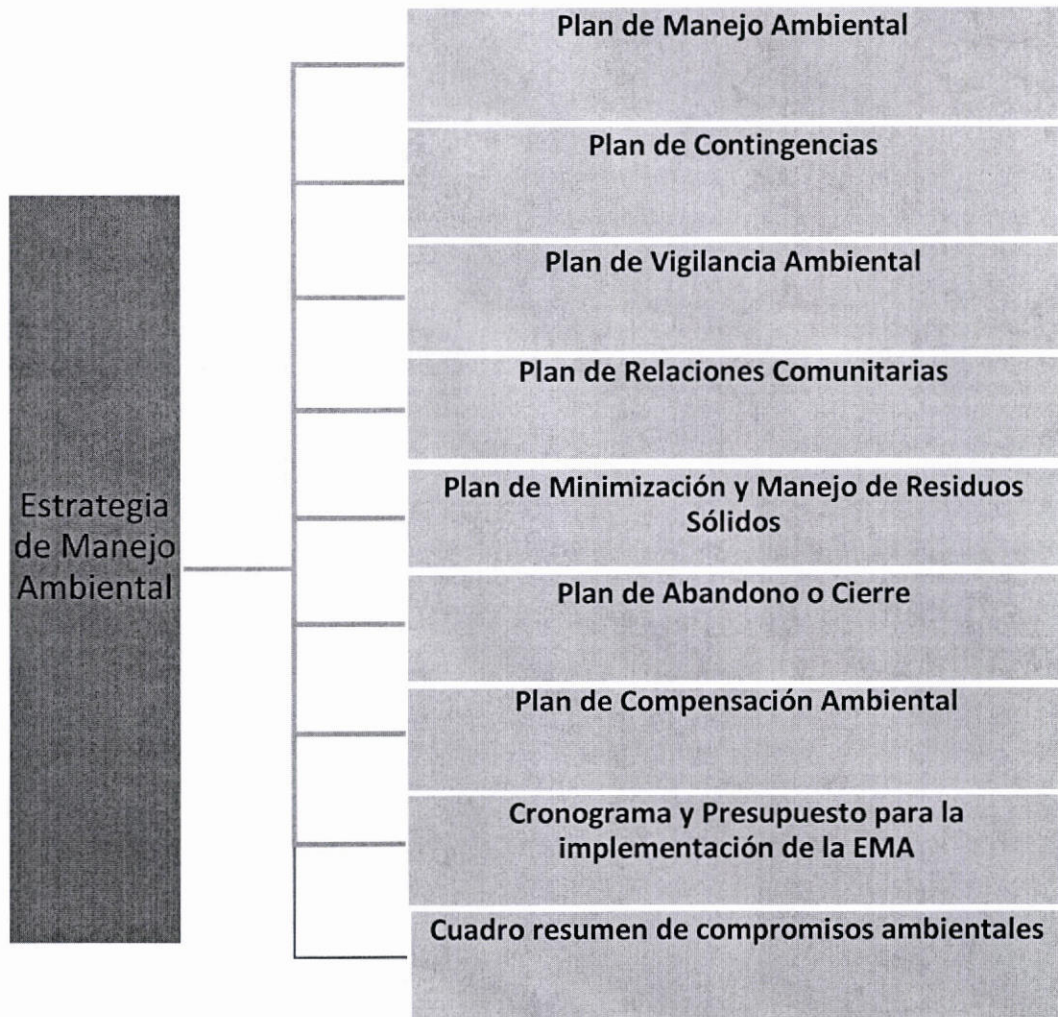 Plan de Manejo Ambiental
Plan de Contingencias
Plan de Vigilancia Ambiental
Plan de Relaciones Comunitarias
Plan de Minimización y Manejo de Residuos
Sólidos
Plan de Abandono o Cierre
Plan de Compensación Ambiental
Cronograma y Presupuesto para la
implementación de la EMA
Cuadro resumen de compromisos ambientales
Estrategia
de Manejo
Ambiental